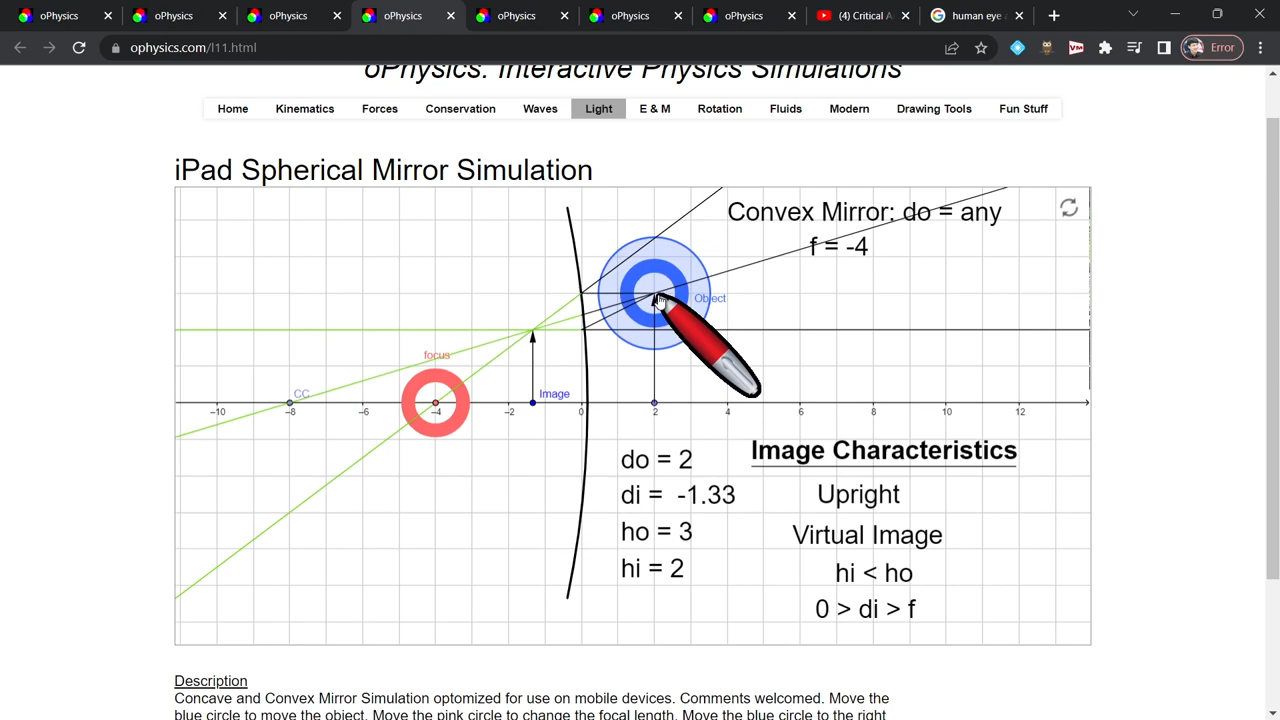 oPhysics
oPhysics
oPhysics
oPhysics
oPhysics
oPhysics
oPhysics
(4) Critical A
human eye
ophysics.com/l11.html
Error
oPhysics: Interactive Physics Simulations
Home Kinematics Forces Conservation Waves Light E & M Rotation Fluids Modern Drawing Tools Fun Stuff
iPad Spherical Mirror Simulation
Convex Mirror: do = any
f = -4
Object
focus
CC
Image
−10 −8 −6 −4 −2 0 2 4 6 8 10 12
do = 2
di = -1.33
ho = 3
hi = 2
Image Characteristics
Upright
Virtual Image
hi < ho
0 > di > f
Description
Concave and Convex Mirror Simulation optomized for use on mobile devices. Comments welcomed. Move the
blue circle to move the object. Move the pink circle to change the focal length. Move the blue circle to the right